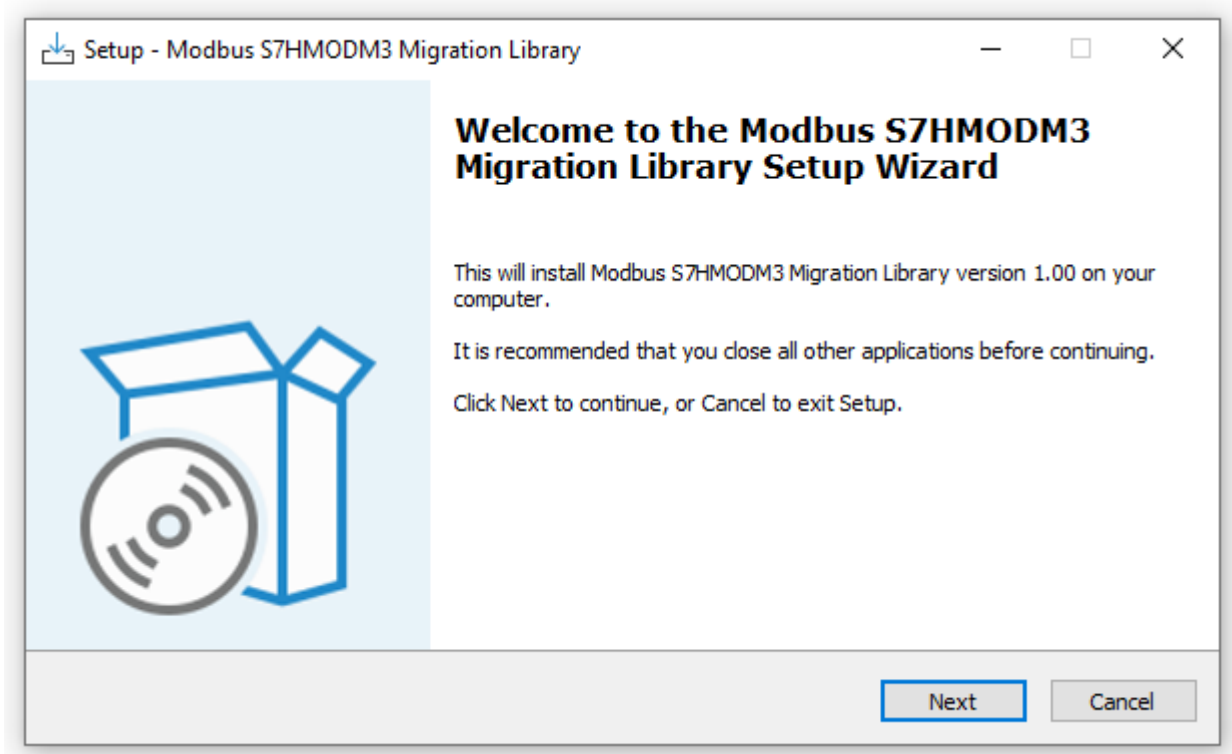 Setup - Modbus S7HMODM3 Migration Library
Welcome to the Modbus S7HMODM3
Migration Library Setup Wizard
This will install Modbus S7HMODM3 Migration Library version 1.00 on your
computer.
It is recommended that you close all other applications before continuing.
Click Next to continue, or Cancel to exit Setup.
Next
Cancel